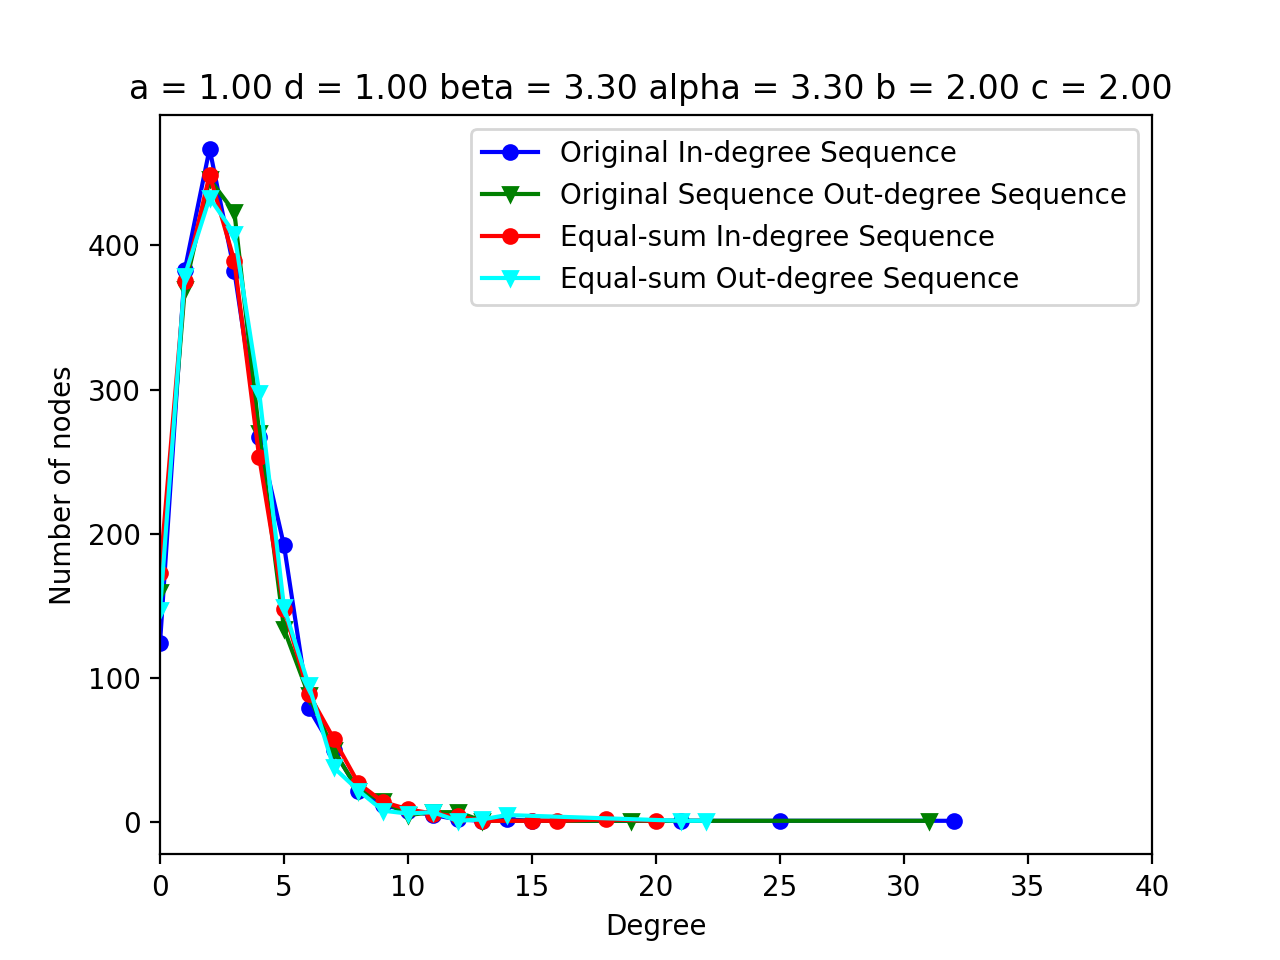 a = 1.00 d = 1.00 beta = 3.30 alpha = 3.30 b = 2.00 c = 2.00
Original In-degree Sequence
Original Sequence Out-degree Sequence
Equal-sum In-degree Sequence
Equal-sum Out-degree Sequence
Number of nodes
400
300
200
100
0
0 5 10 15 20 25 30 35 40
Degree